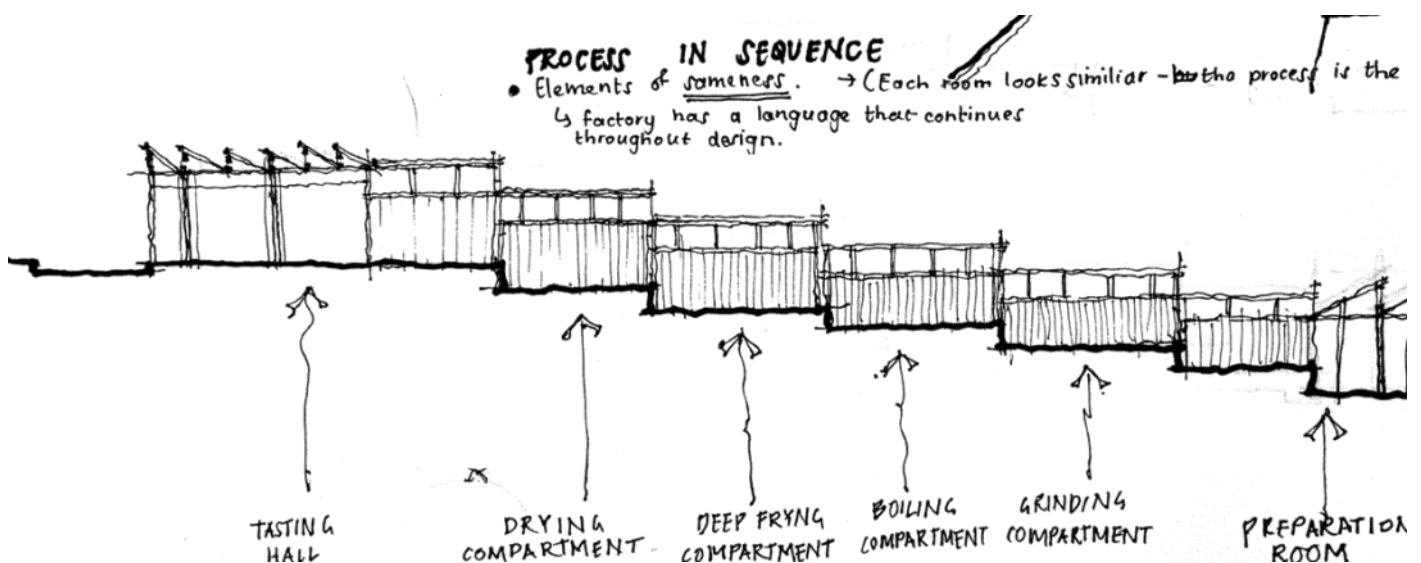 PROCESS IN SEQUENCE
• Elements of sameness. → (Each room looks similiar - the process is the
↳ factory has a language that continues
throughout design.
TASTING
HALL
DRYING
COMPARTMENT
DEEP FRYNG
COMPARTMENT
BOILING
COMPARTMENT
GRINDING
COMPARTMENT
PREPARATION
ROOM